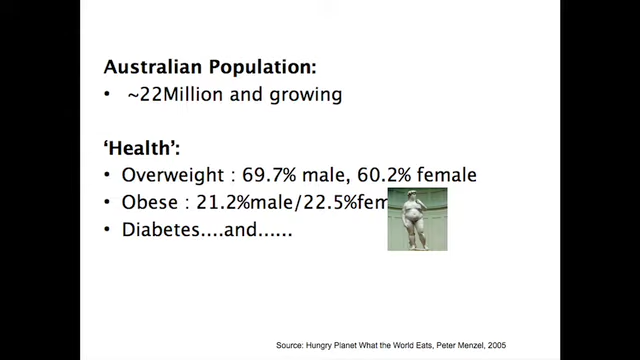 Australian Population:
• ~22Million and growing
‘Health’:
• Overweight : 69.7% male, 60.2% female
• Obese : 21.2%male/22.5%fem
• Diabetes....and......
Source: Hungry Planet What the World Eats, Peter Menzel, 2005